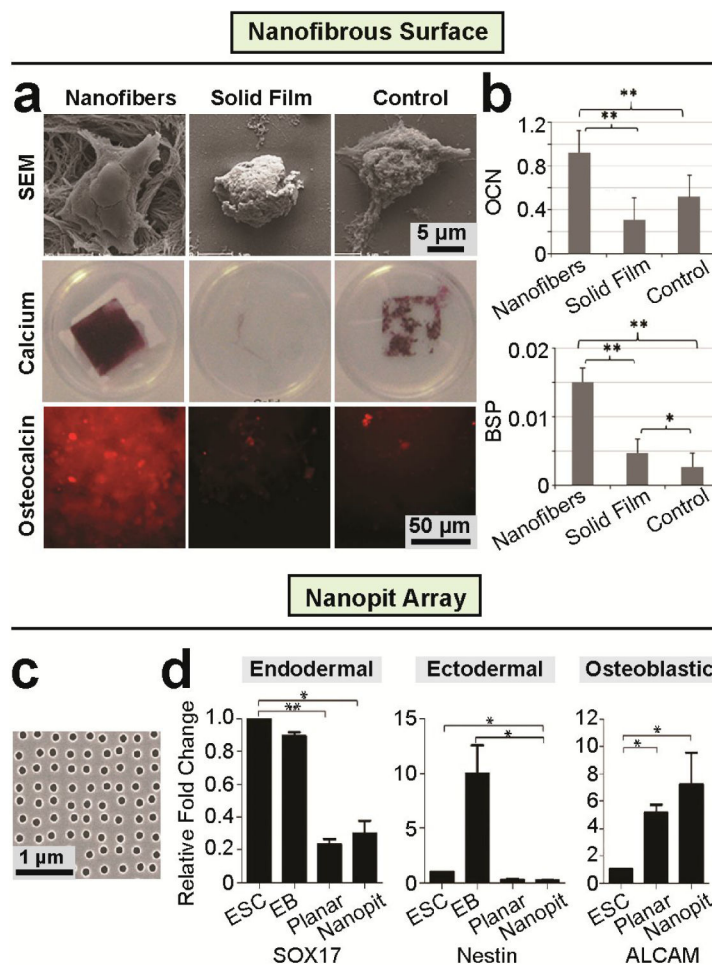 Nanofibrous Surface
a
Nanofibers Solid Film Control
SEM
5 µm
Calcium
Osteocalcin
50 µm
b
** 
**
1.2
0.8
0.4
0
OCN
Nanofibers Solid Film Control
**
**
*
0.02
0.01
0
BSP
Nanofibers Solid Film Control
Nanopit Array
c
1 µm
d
Endodermal
*
**
1.0
0.8
0.6
0.4
0.2
0
Relative Fold Change
ESC EB Planar Nanopit
SOX17
Ectodermal
*
*
15
10
5
0
ESC EB Planar Nanopit
Nestin
Osteoblastic
*
*
12
10
8
6
4
2
0
ESC Planar Nanopit
ALCAM